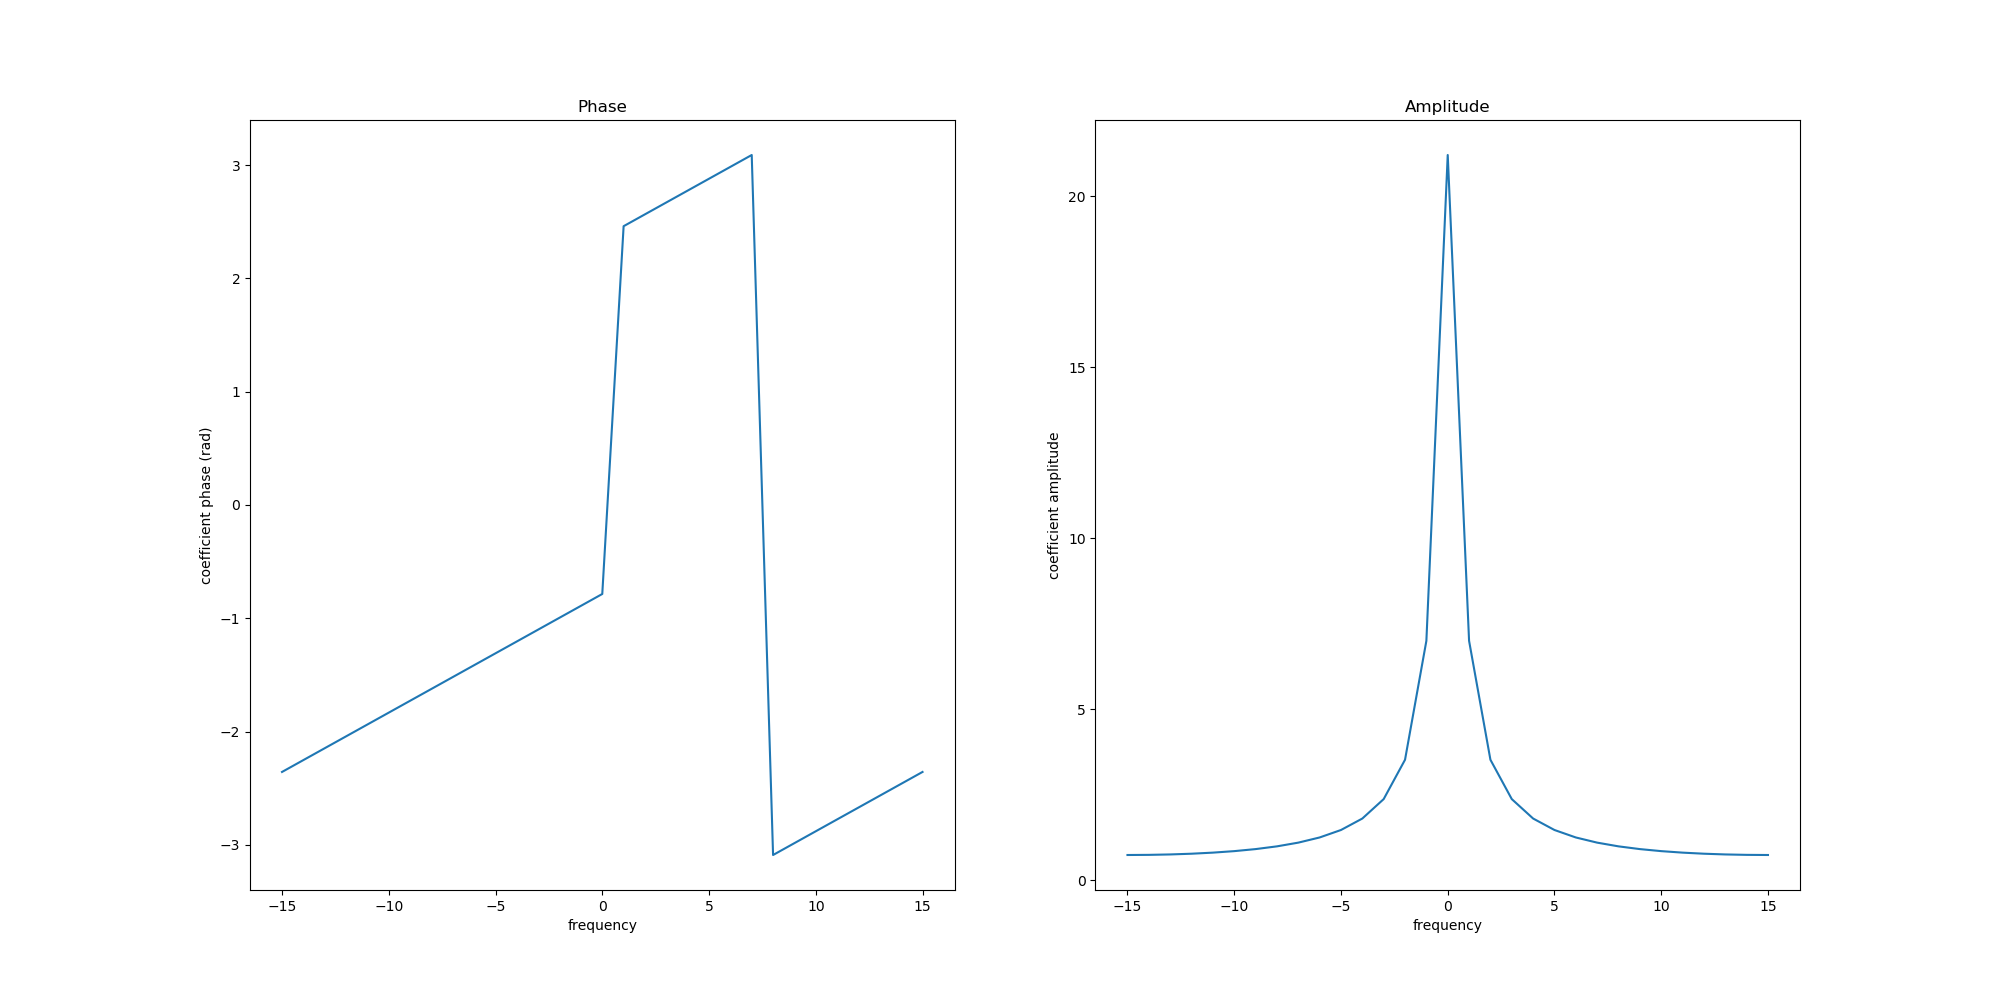 Phase
3
2
1
0
−1
−2
−3
coefficient phase (rad)
−15 −10 −5 0 5 10 15
frequency
Amplitude
20
15
10
5
0
coefficient amplitude
−15 −10 −5 0 5 10 15
frequency